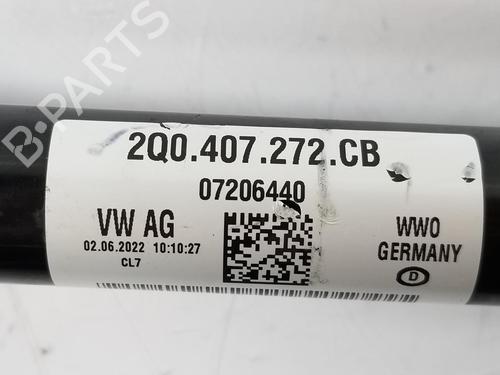 B-PARTS
2Q0.407.272.CB
07206440
VW AG
02.06.2022 10:10:27
CL7
WWO
GERMANY
D